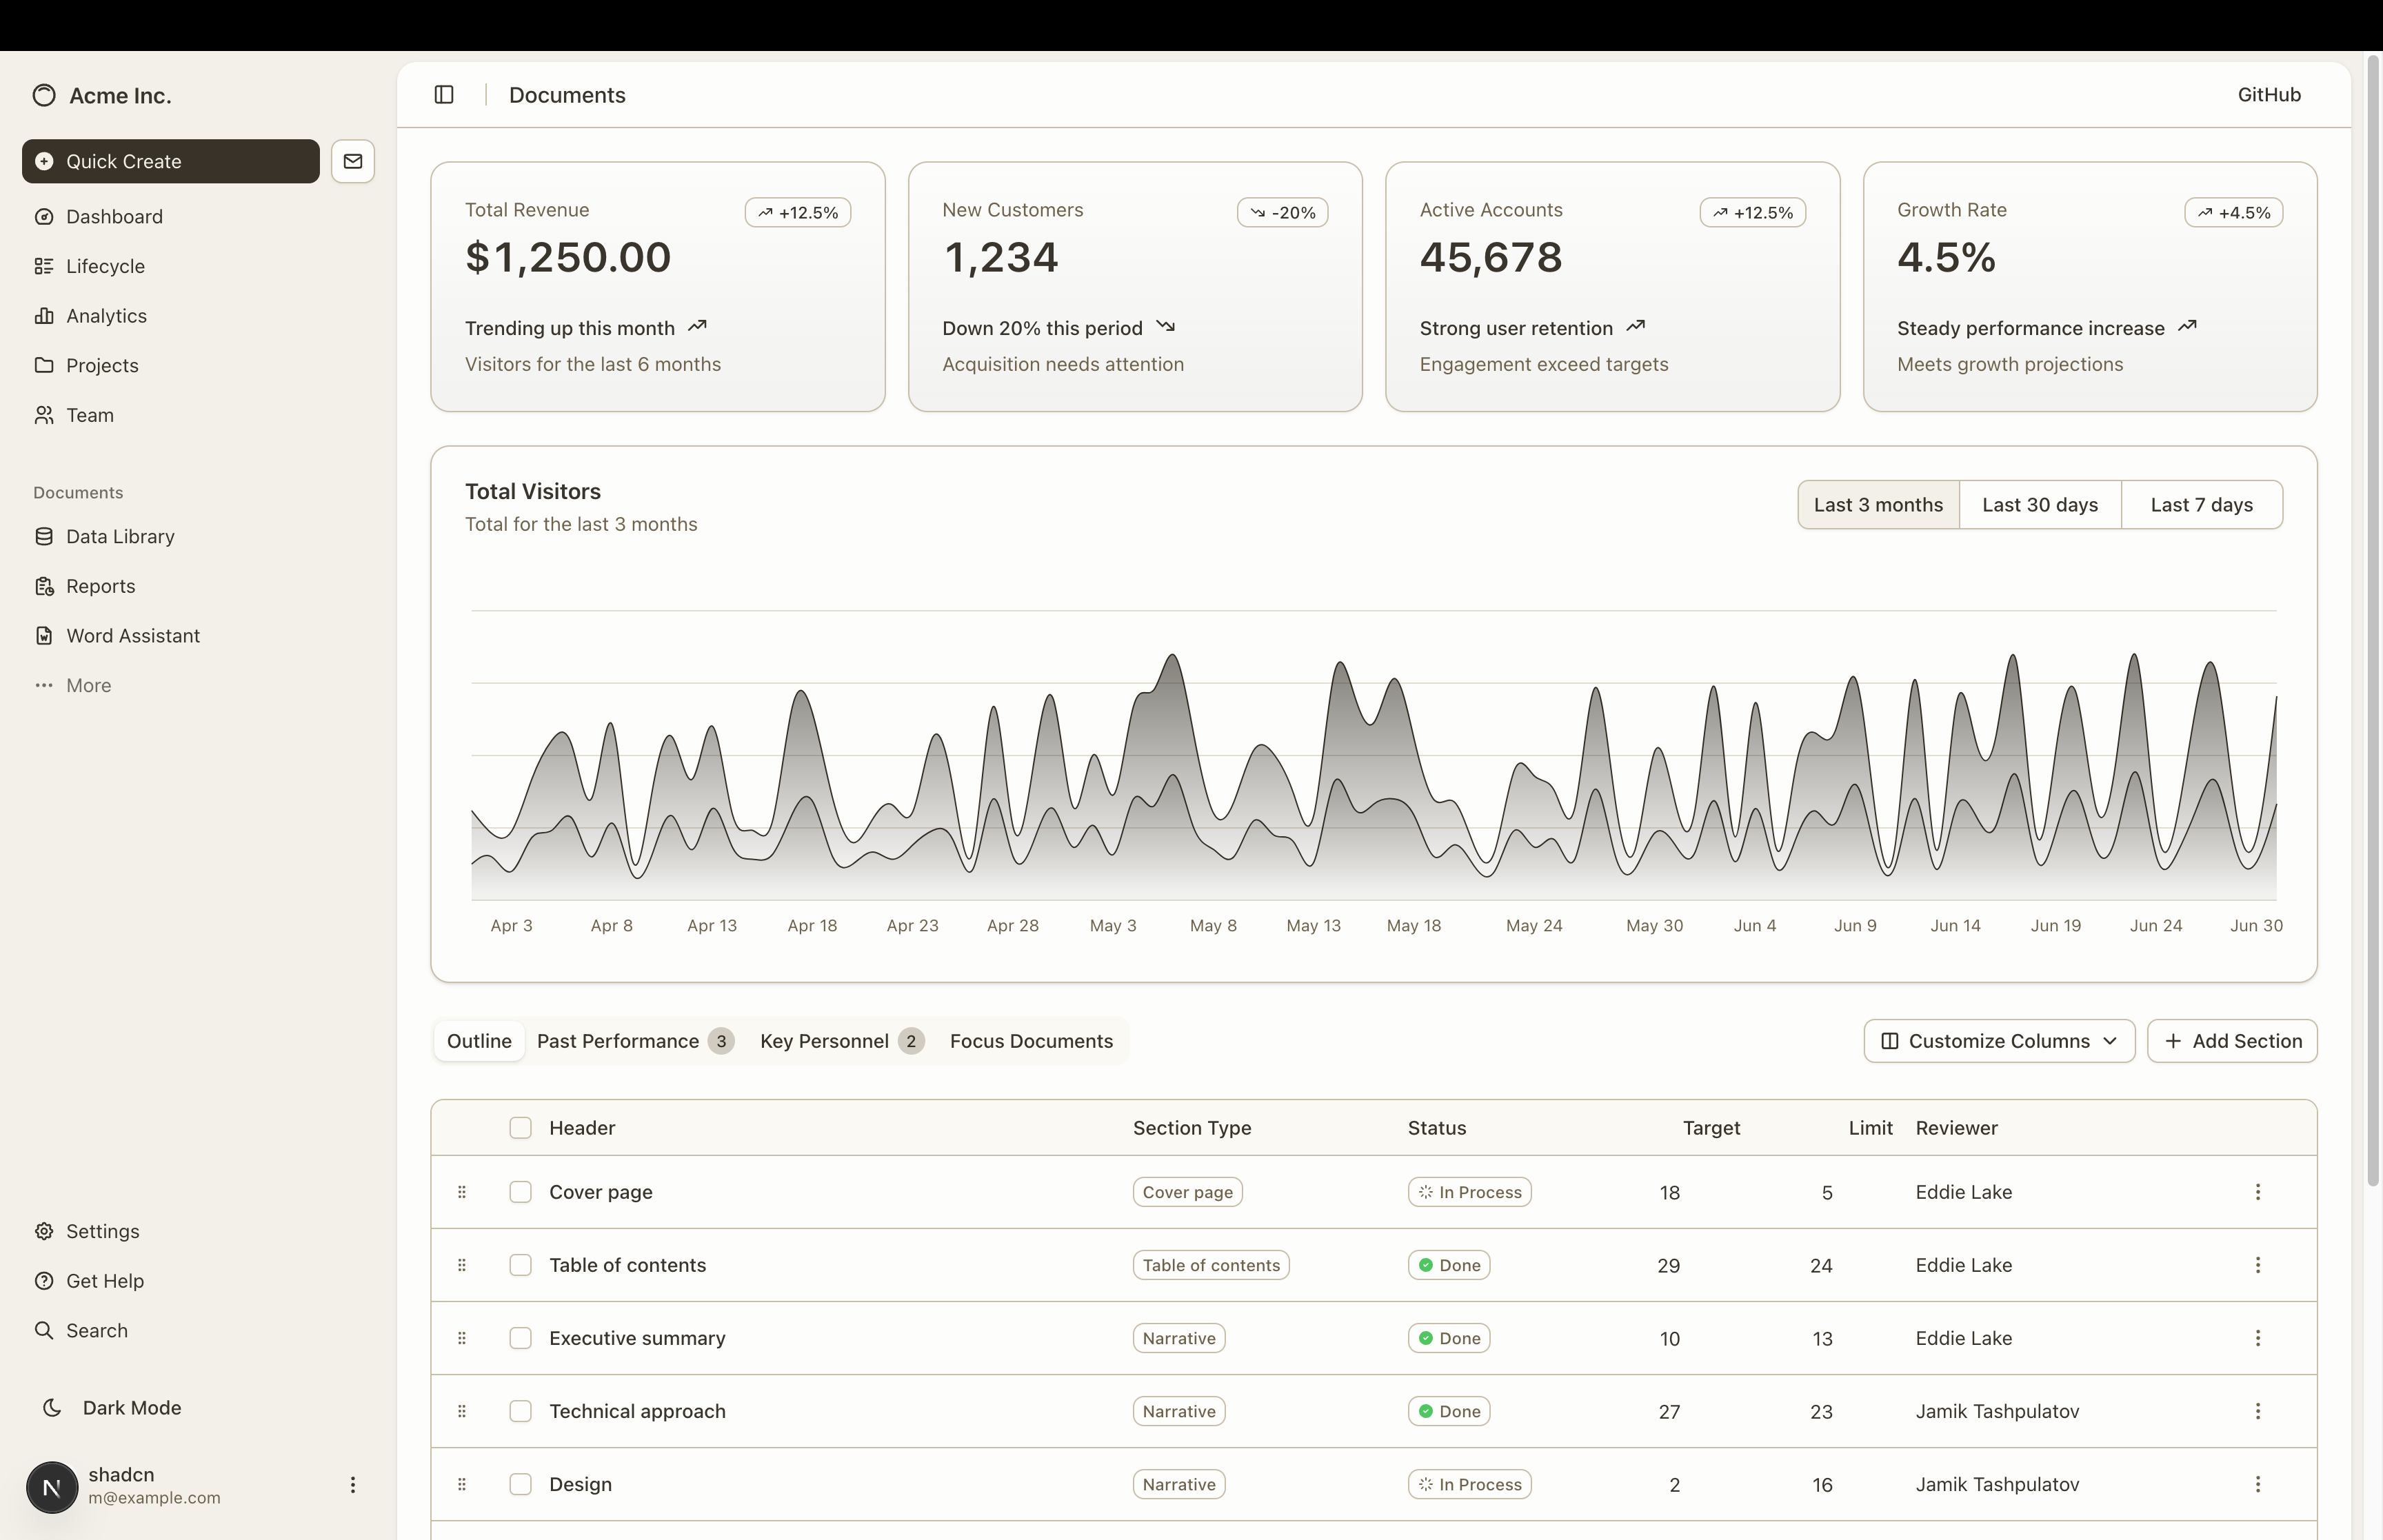 Acme Inc.
Quick Create
Dashboard
Lifecycle
Analytics
Projects
Team
Documents
Data Library
Reports
Word Assistant
More
Settings
Get Help
Search
Dark Mode
N
shadcn
m@example.com
Documents
GitHub
Total Revenue
+12.5%
$1,250.00
Trending up this month
Visitors for the last 6 months
New Customers
-20%
1,234
Down 20% this period
Acquisition needs attention
Active Accounts
+12.5%
45,678
Strong user retention
Engagement exceed targets
Growth Rate
+4.5%
4.5%
Steady performance increase
Meets growth projections
Total Visitors
Total for the last 3 months
Last 3 months Last 30 days Last 7 days
Apr 3 Apr 8 Apr 13 Apr 18 Apr 23 Apr 28 May 3 May 8 May 13 May 18 May 24 May 30 Jun 4 Jun 9 Jun 14 Jun 19 Jun 24 Jun 30
Outline Past Performance 3 Key Personnel 2 Focus Documents
Customize Columns Add Section
Header Section Type Status Target Limit Reviewer
Cover page Cover page In Process 18 5 Eddie Lake
Table of contents Table of contents Done 29 24 Eddie Lake
Executive summary Narrative Done 10 13 Eddie Lake
Technical approach Narrative Done 27 23 Jamik Tashpulatov
Design Narrative In Process 2 16 Jamik Tashpulatov